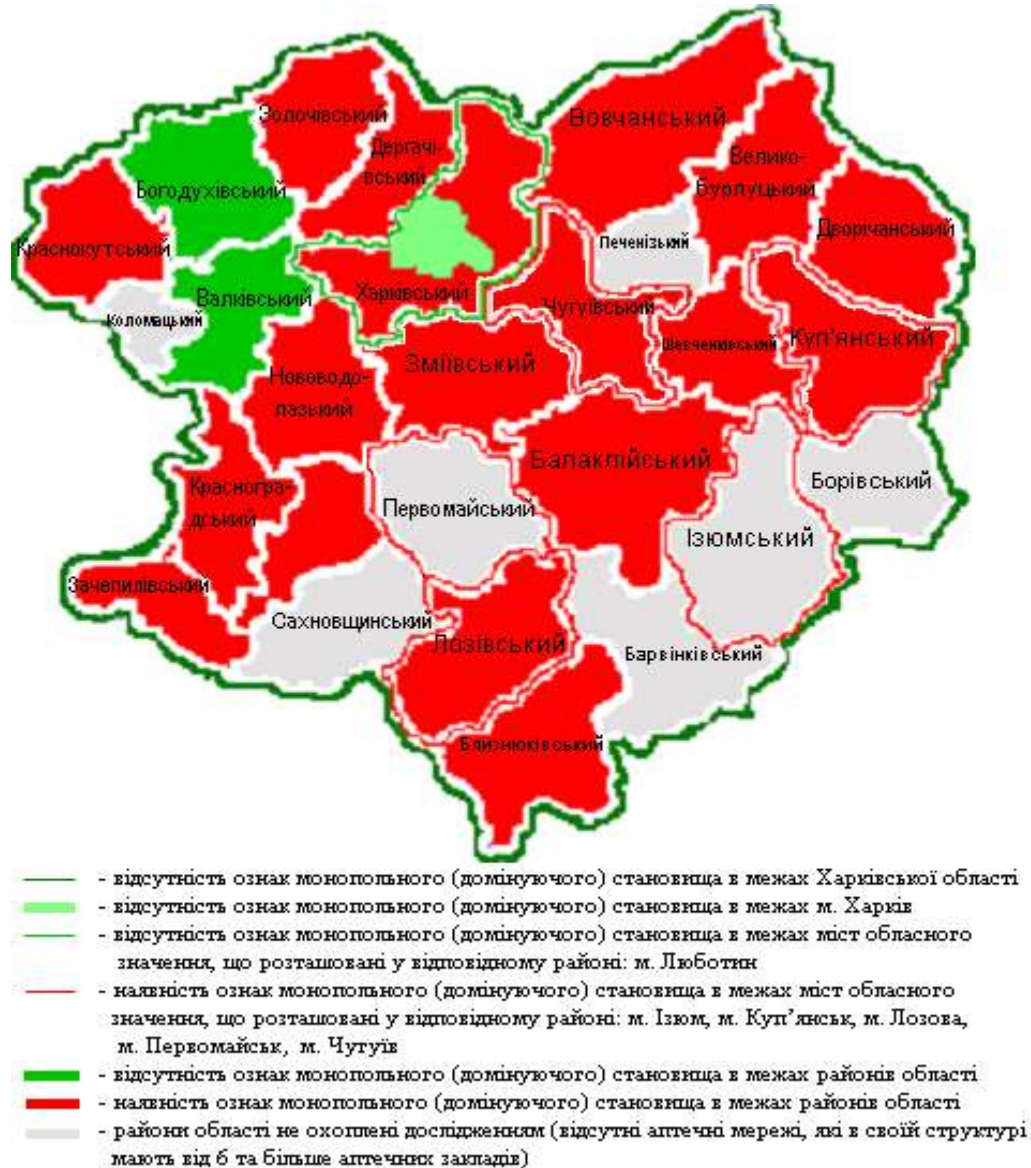 Золочівський
Вовчанський
Дергачі-
вський
Велико-
бурлуцький
Богодухівський
Печенізький
Дворічанський
Краснокутський
Валківський
Харківський
Чугуївський
Коломацький
Шевченківський
Куп'янський
Зміївський
Нововодо-
лазький
Балаклійський
Борівський
Красногра-
дський
Первомайський
Ізюмський
Зачепилівський
Сахновщинський
Лозівський
Барвінківський
Близнюківський
- відсутність ознак монопольного (домінуючого) становища в межах Харківської області
- відсутність ознак монопольного (домінуючого) становища в межах м. Харків
- відсутність ознак монопольного (домінуючого) становища в межах міст обласного
значення, що розташовані у відповідному районі: м. Люботин
- наявність ознак монопольного (домінуючого) становища в межах міст обласного
значення, що розташовані у відповідному районі: м. Ізюм, м. Куп’янськ, м. Лозова,
м. Первомайськ, м. Чугуїв
- відсутність ознак монопольного (домінуючого) становища в межах районів області
- наявність ознак монопольного (домінуючого) становища в межах районів області
- райони області не охоплені дослідженням (відсутні аптечні мережі, які в своїй структурі
мають від 6 та більше аптечних закладів)